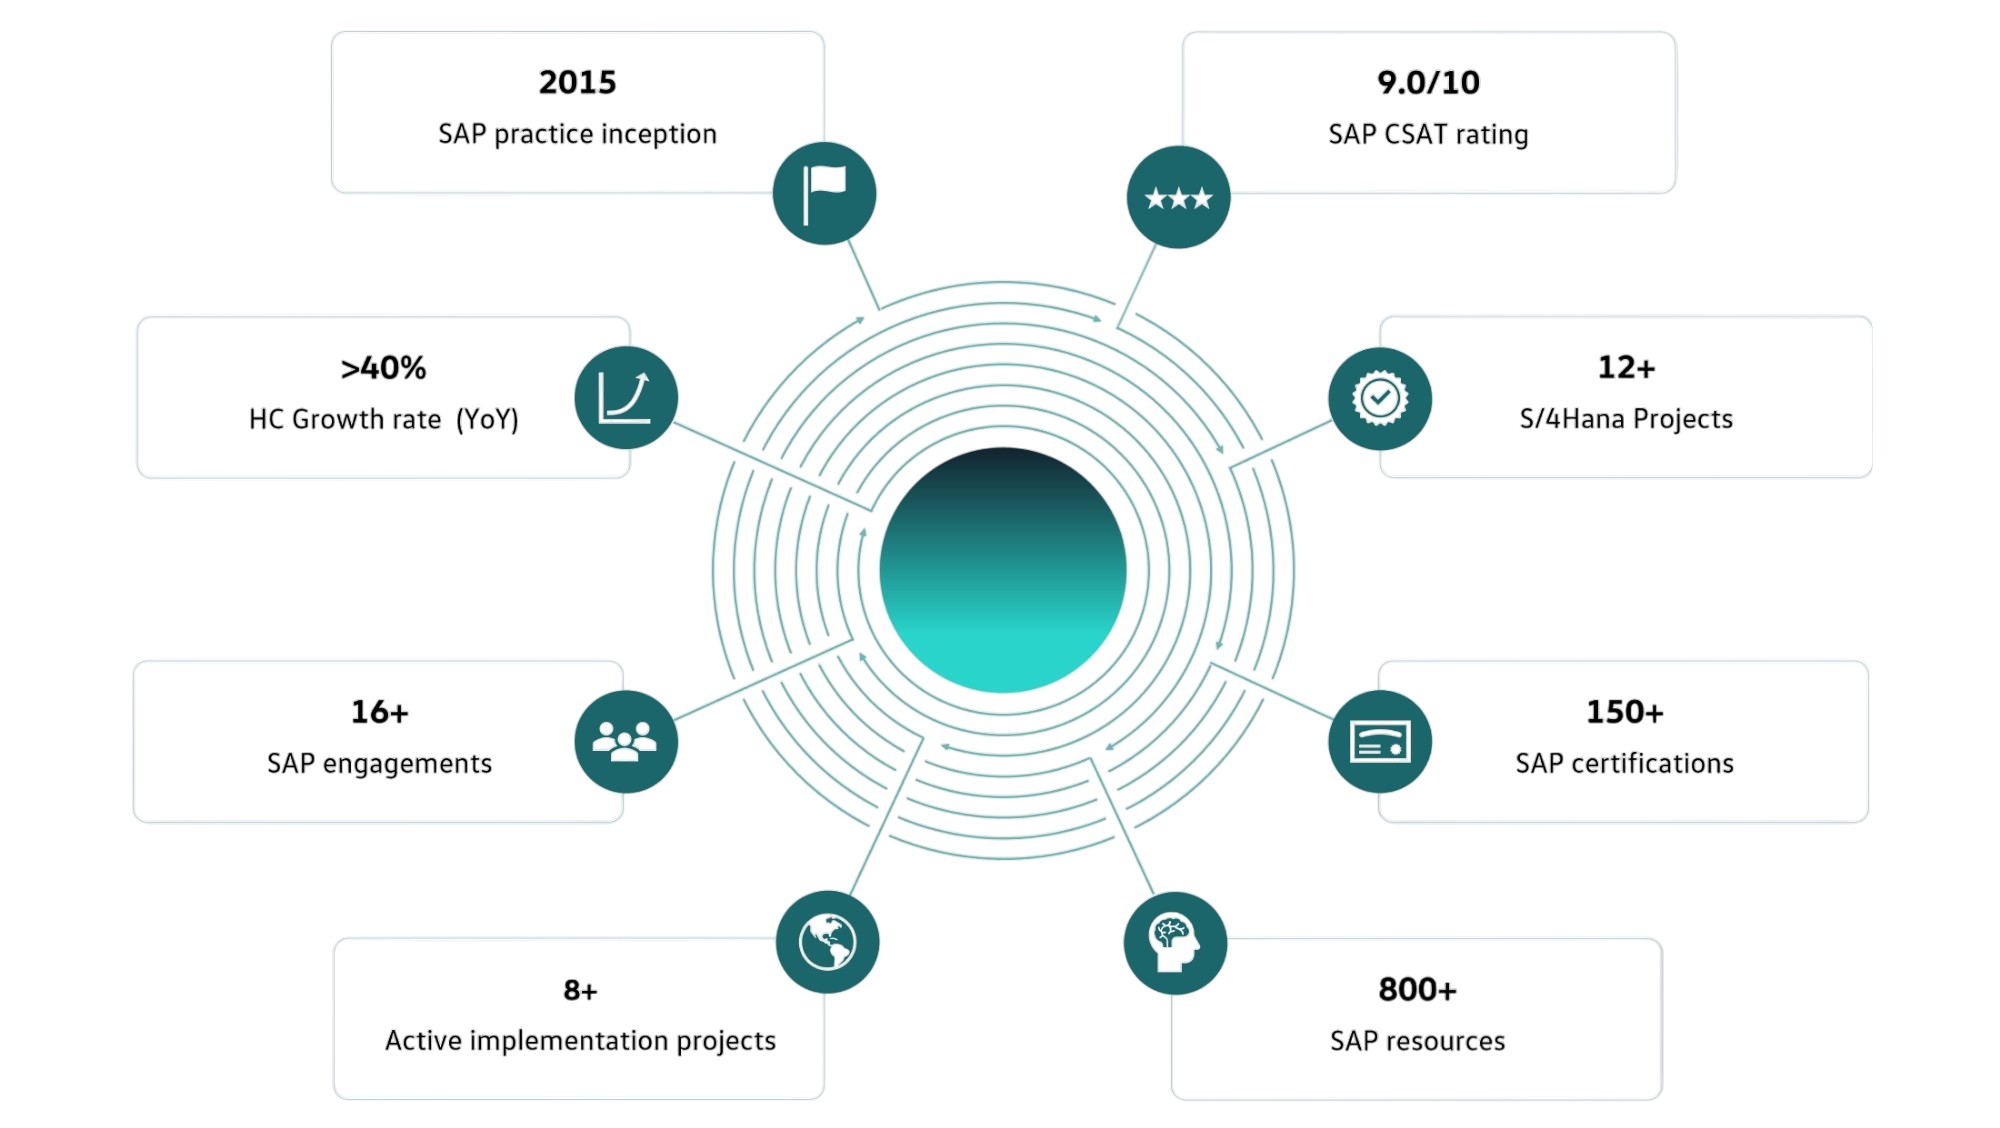 2015
SAP practice inception
9.0/10
SAP CSAT rating
>40%
HC Growth rate  (YoY)
12+
S/4Hana Projects
16+
SAP engagements
150+
SAP certifications
8+
Active implementation projects
800+
SAP resources